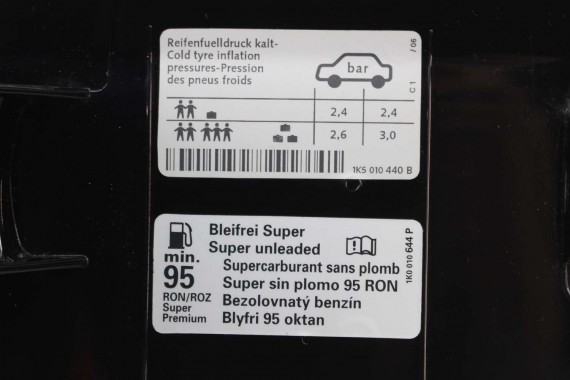 Reifenfuelldruck kalt-
Cold tyre inflation
pressures-Pression
des pneus froids
bar
/ 06
C 1
2,4 2,4
2,6 3,0
1K5 010 440 B
min.
95
RON/ROZ
Super
Premium
Bleifrei Super
Super unleaded
Supercarburant sans plomb
Super sin plomo 95 RON
Bezolovnatý benzín
Blyfri 95 oktan
1K0 010 644 P